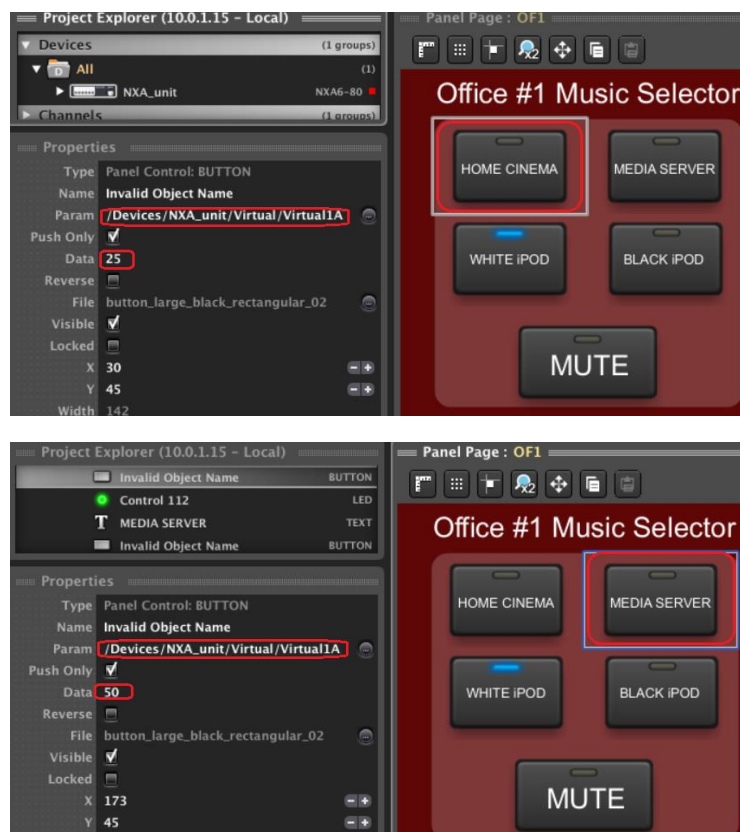 Project Explorer (10.0.1.15 – Local)
Devices (1 groups)
D All (1)
NXA_unit NXA6-80
Channels (1 groups)
Properties
Type Panel Control: BUTTON
Name Invalid Object Name
Param /Devices/NXA_unit/Virtual/Virtual1A
Push Only
Data 25
Reverse
File button_large_black_rectangular_02
Visible
Locked
X 30
Y 45
Width 142
Panel Page : OF1
x2
Office #1 Music Selector
HOME CINEMA MEDIA SERVER
WHITE iPOD BLACK iPOD
MUTE
Project Explorer (10.0.1.15 – Local)
Invalid Object Name BUTTON
Control 112 LED
T MEDIA SERVER TEXT
Invalid Object Name BUTTON
Properties
Type Panel Control: BUTTON
Name Invalid Object Name
Param /Devices/NXA_unit/Virtual/Virtual1A
Push Only
Data 50
Reverse
File button_large_black_rectangular_02
Visible
Locked
X 173
Y 45
Panel Page : OF1
x2
Office #1 Music Selector
HOME CINEMA MEDIA SERVER
WHITE iPOD BLACK iPOD
MUTE